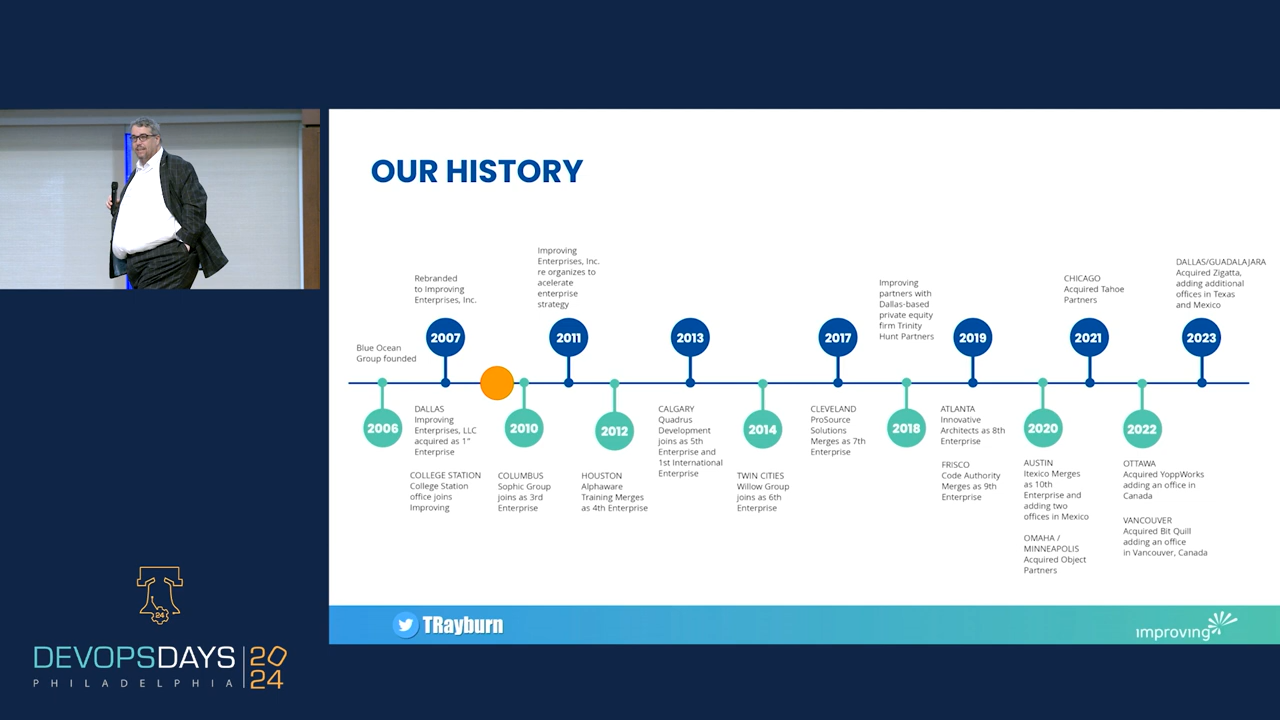 OUR HISTORY
Blue Ocean
Group founded
2006
Rebranded
to Improving
Enterprises, Inc.
2007
DALLAS
Improving
Enterprises, LLC
acquired as 1"
Enterprise
COLLEGE STATION
College Station
office joins
Improving
2010
COLUMBUS
Sophic Group
joins as 3rd
Enterprise
Improving
Enterprises, Inc.
re organizes to
acelerate
enterprise
strategy
2011
2012
HOUSTON
Alphaware
Training Merges
as 4th Enterprise
2013
CALGARY
Quadrus
Development
joins as 5th
Enterprise and
1st International
Enterprise
2014
TWIN CITIES
Willow Group
joins as 6th
Enterprise
2017
CLEVELAND
ProSource
Solutions
Merges as 7th
Enterprise
Improving
partners with
Dallas-based
private equity
firm Trinity
Hunt Partners
2018
2019
ATLANTA
Innovative
Architects as 8th
Enterprise
FRISCO
Code Authority
Merges as 9th
Enterprise
2020
AUSTIN
Itexico Merges
as 10th
Enterprise and
adding two
offices in Mexico
OMAHA /
MINNEAPOLIS
Acquired Object
Partners
CHICAGO
Acquired Tahoe
Partners
2021
2022
OTTAWA
Acquired YoppWorks
adding an office in
Canada
VANCOUVER
Acquired Bit Quill
adding an office
in Vancouver, Canada
DALLAS/GUADALAJARA
Acquired Zigatta,
adding additional
offices in Texas
and Mexico
2023
TRayburn
improving
24
DEVOPSDAYS
PHILADELPHIA
2024